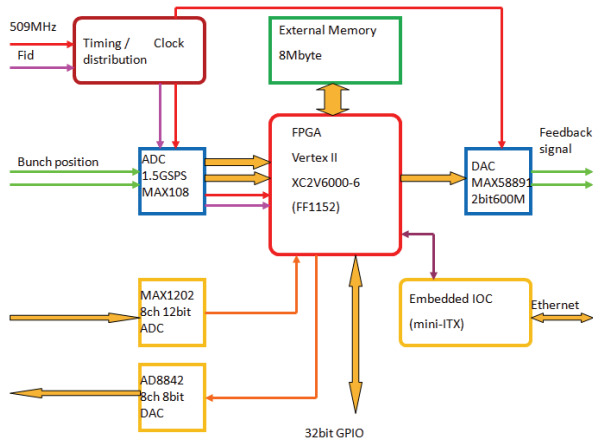 509MHz
Fid
Timing / Clock
distribution
External Memory
8Mbyte
Bunch position
ADC
1.5GSPS
MAX108
FPGA
Vertex II
XC2V6000-6
(FF1152)
DAC
MAX58891
2bit600M
Feedback
signal
MAX1202
8ch 12bit
ADC
Embedded IOC
(mini-ITX)
Ethernet
AD8842
8ch 8bit
DAC
32bit GPIO